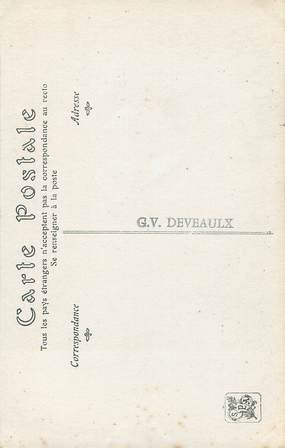 Carte Postale
Tous les pays étrangers n'acceptent pas la correspondance au recto
Se renseigner à la poste
Correspondance
Adresse
G.V. DEVEAULX